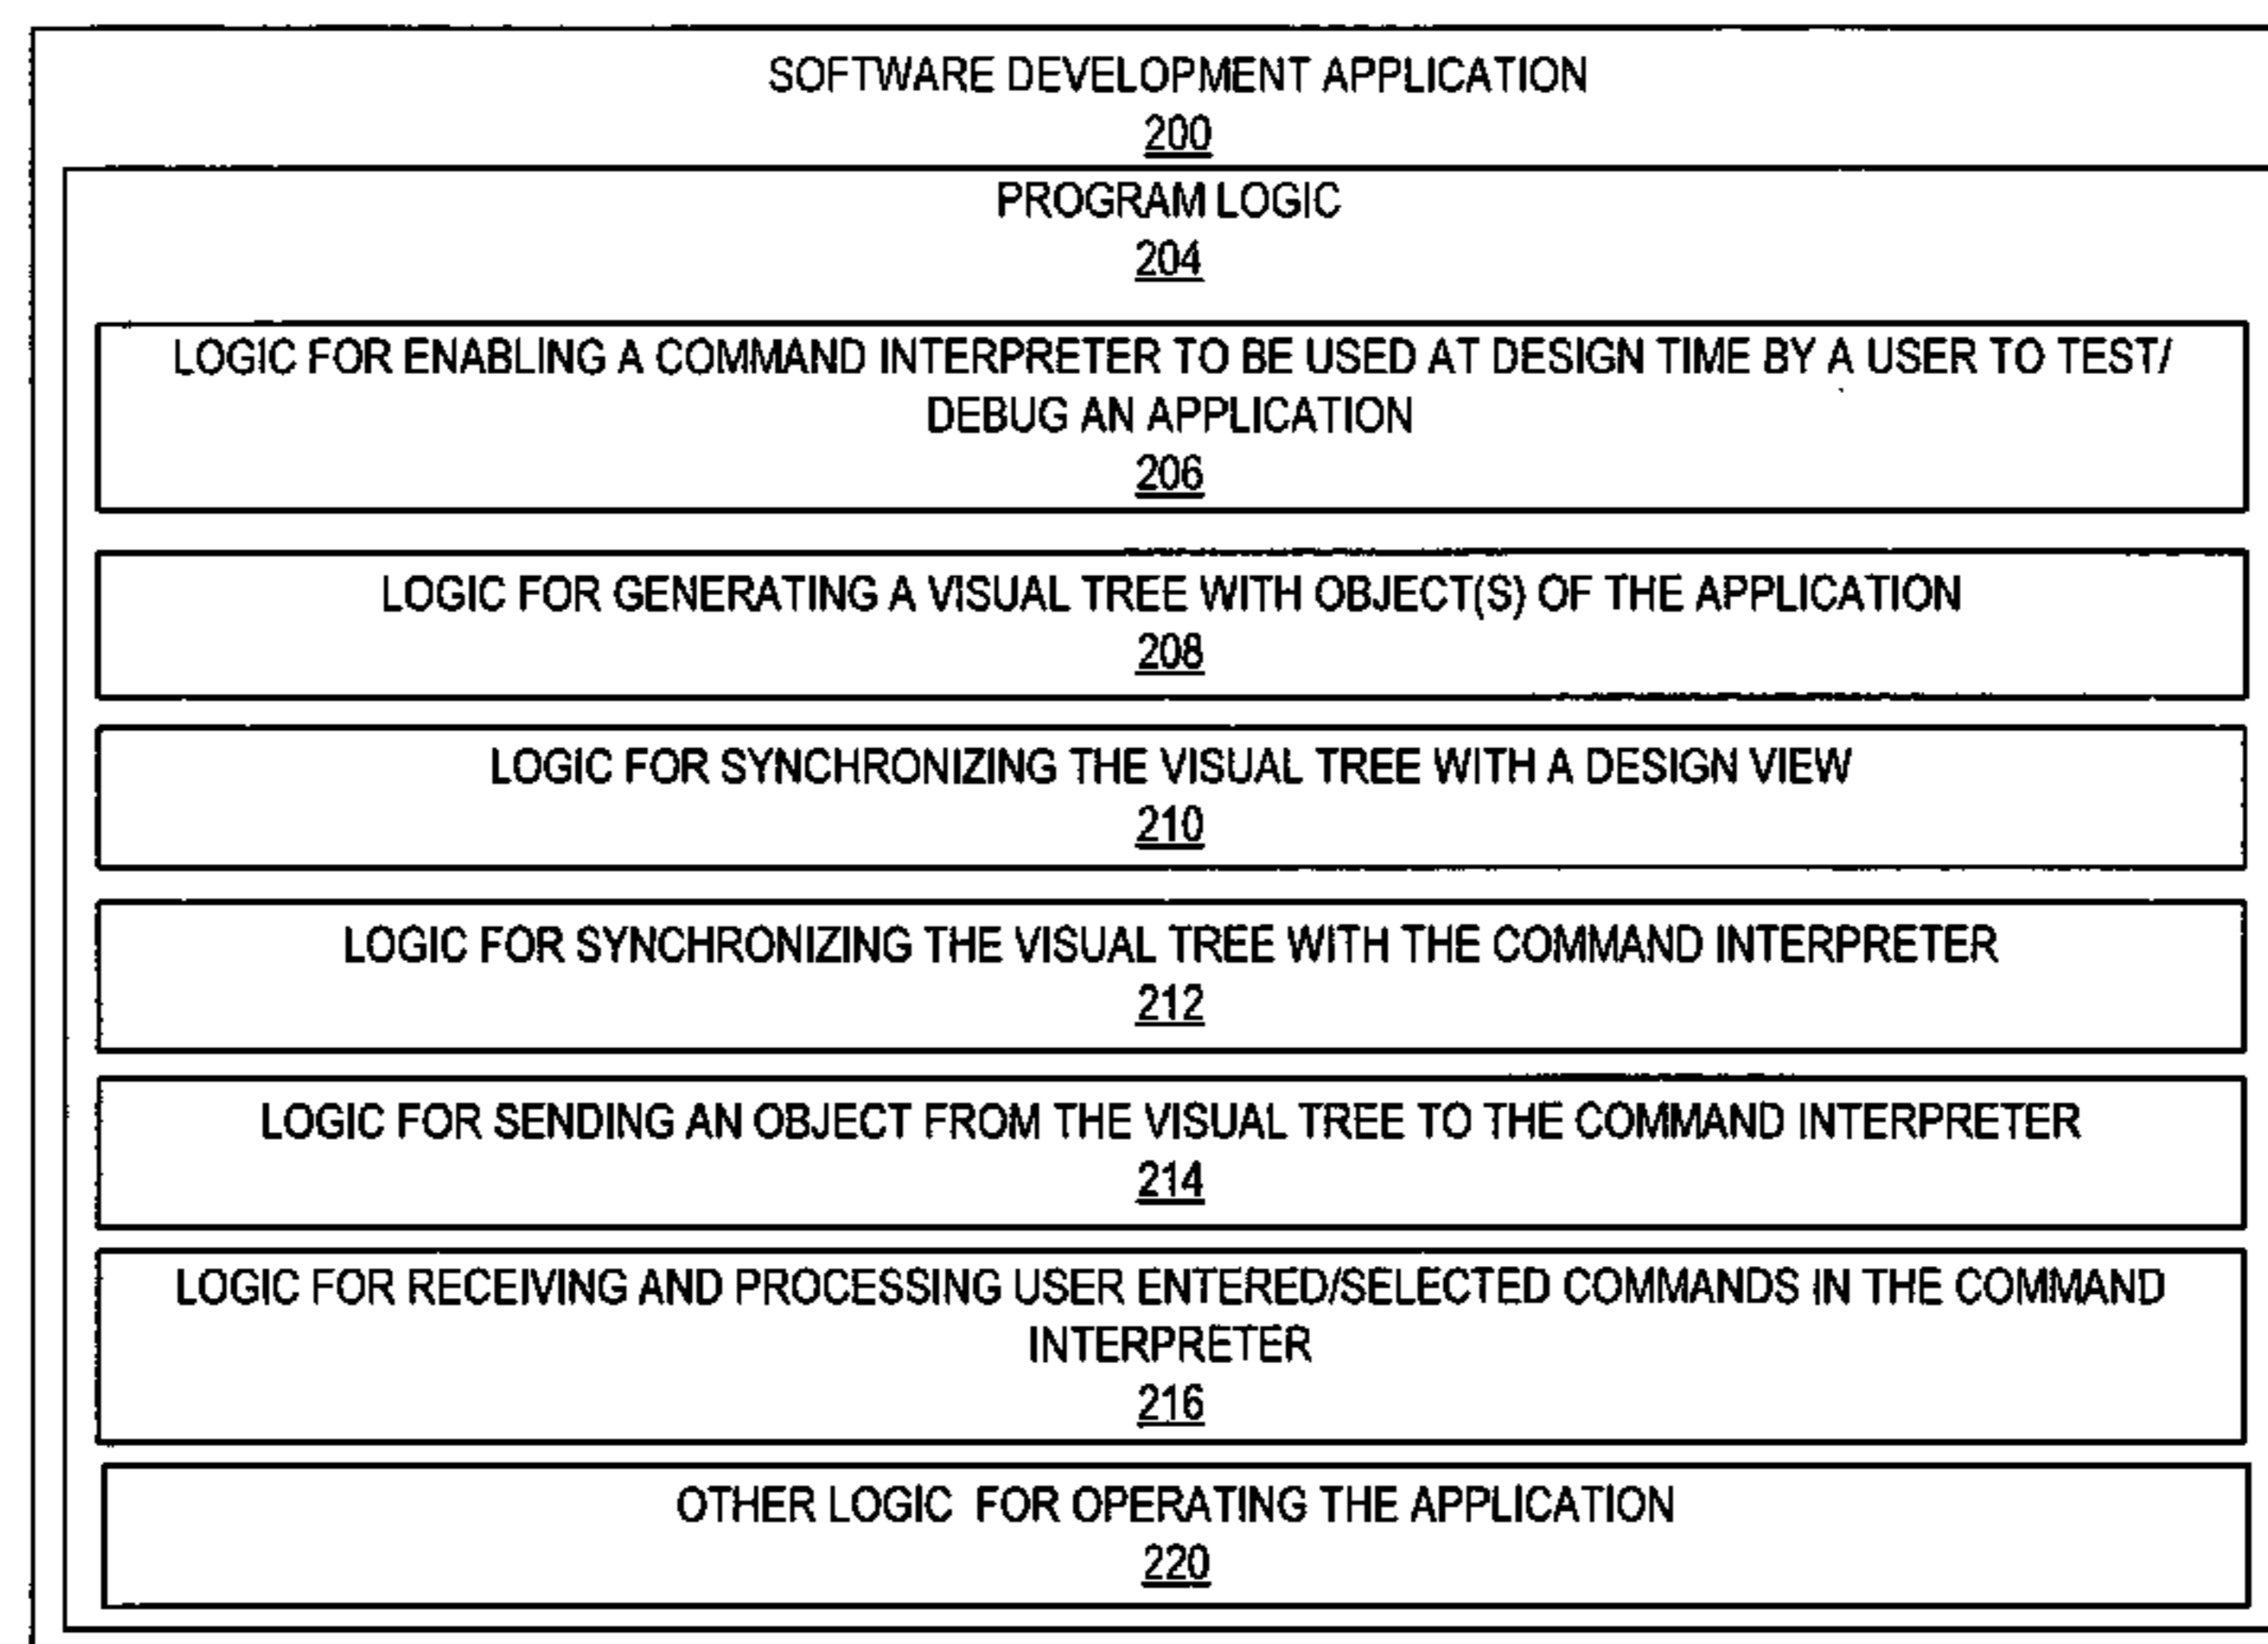 SOFTWARE DEVELOPMENT APPLICATION
200
PROGRAM LOGIC
204
LOGIC FOR ENABLING A COMMAND INTERPRETER TO BE USED AT DESIGN TIME BY A USER TO TEST/
DEBUG AN APPLICATION
206
LOGIC FOR GENERATING A VISUAL TREE WITH OBJECT(S) OF THE APPLICATION
208
LOGIC FOR SYNCHRONIZING THE VISUAL TREE WITH A DESIGN VIEW
210
LOGIC FOR SYNCHRONIZING THE VISUAL TREE WITH THE COMMAND INTERPRETER
212
LOGIC FOR SENDING AN OBJECT FROM THE VISUAL TREE TO THE COMMAND INTERPRETER
214
LOGIC FOR RECEIVING AND PROCESSING USER ENTERED/SELECTED COMMANDS IN THE COMMAND
INTERPRETER
216
OTHER LOGIC FOR OPERATING THE APPLICATION
220